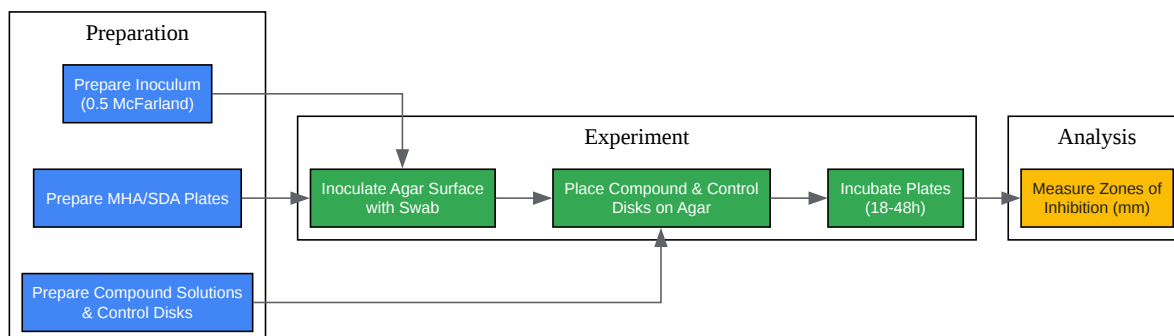 Preparation
Prepare Inoculum
(0.5 McFarland)
Prepare MHA/SDA Plates
Prepare Compound Solutions
& Control Disks
Experiment
Inoculate Agar Surface
with Swab
Place Compound & Control
Disks on Agar
Incubate Plates
(18-48h)
Analysis
Measure Zones of
Inhibition (mm)